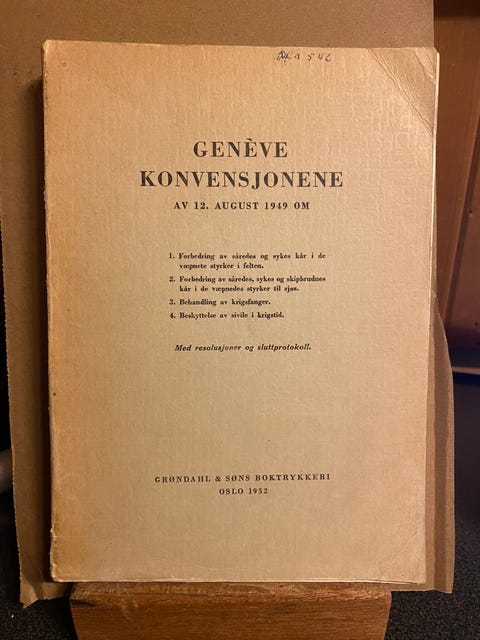 GENÈVE
KONVENSJONENE
AV 12. AUGUST 1949 OM
1. Forbedring av såredes og sykes kår i de
væpnete styrker i felten.
2. Forbedring av såredes, sykes og skipbrudnes
kår i de væpnedes styrker til sjøs.
3. Behandling av krigsfanger.
4. Beskyttelse av sivile i krigstid.
Med resolusjoner og sluttprotokoll.
GRØNDAHL & SØNS BOKTRYKKERI
OSLO 1952